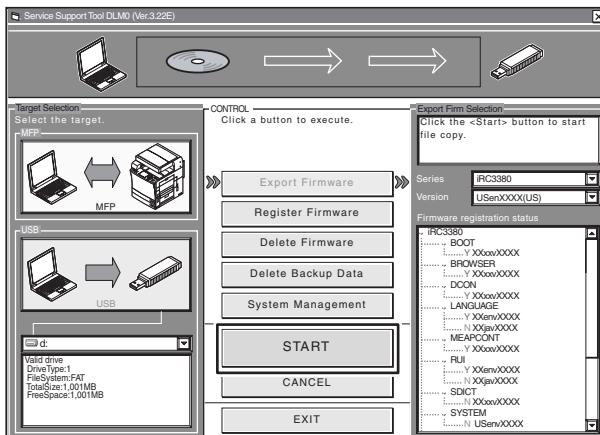 Service Support Tool DLM0 (Ver.3.22E)
Target Selection
Select the target.
MFP
MFP
USB
USB
d:
Valid drive
DriveType:1
FileSystem:FAT
TotalSize:1,001MB
FreeSpace:1,001MB
CONTROL
Click a button to execute.
Export Firmware
Register Firmware
Delete Firmware
Delete Backup Data
System Management
START
CANCEL
EXIT
Export Firm Selection
Click the <Start> button to start
file copy.
Series iRC3380
Version USenXXXX(US)
Firmware registration status
iRC3380
BOOT
Y XXxxvXXXX
BROWSER
Y XXxxvXXXX
DCON
Y XXxxvXXXX
LANGUAGE
Y XXenvXXXX
N XXjavXXXX
MEAPCONT
Y XXxxvXXXX
RUI
Y XXenvXXXX
N XXjavXXXX
SDICT
N XXxxvXXXX
SYSTEM
N USenvXXXX